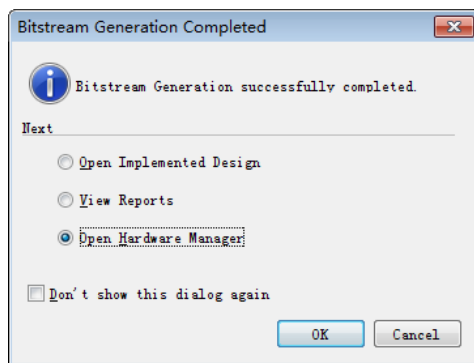 Bitstream Generation Completed
Bitstream Generation successfully completed.
Next
Open Implemented Design
View Reports
Open Hardware Manager
Don't show this dialog again
OK Cancel